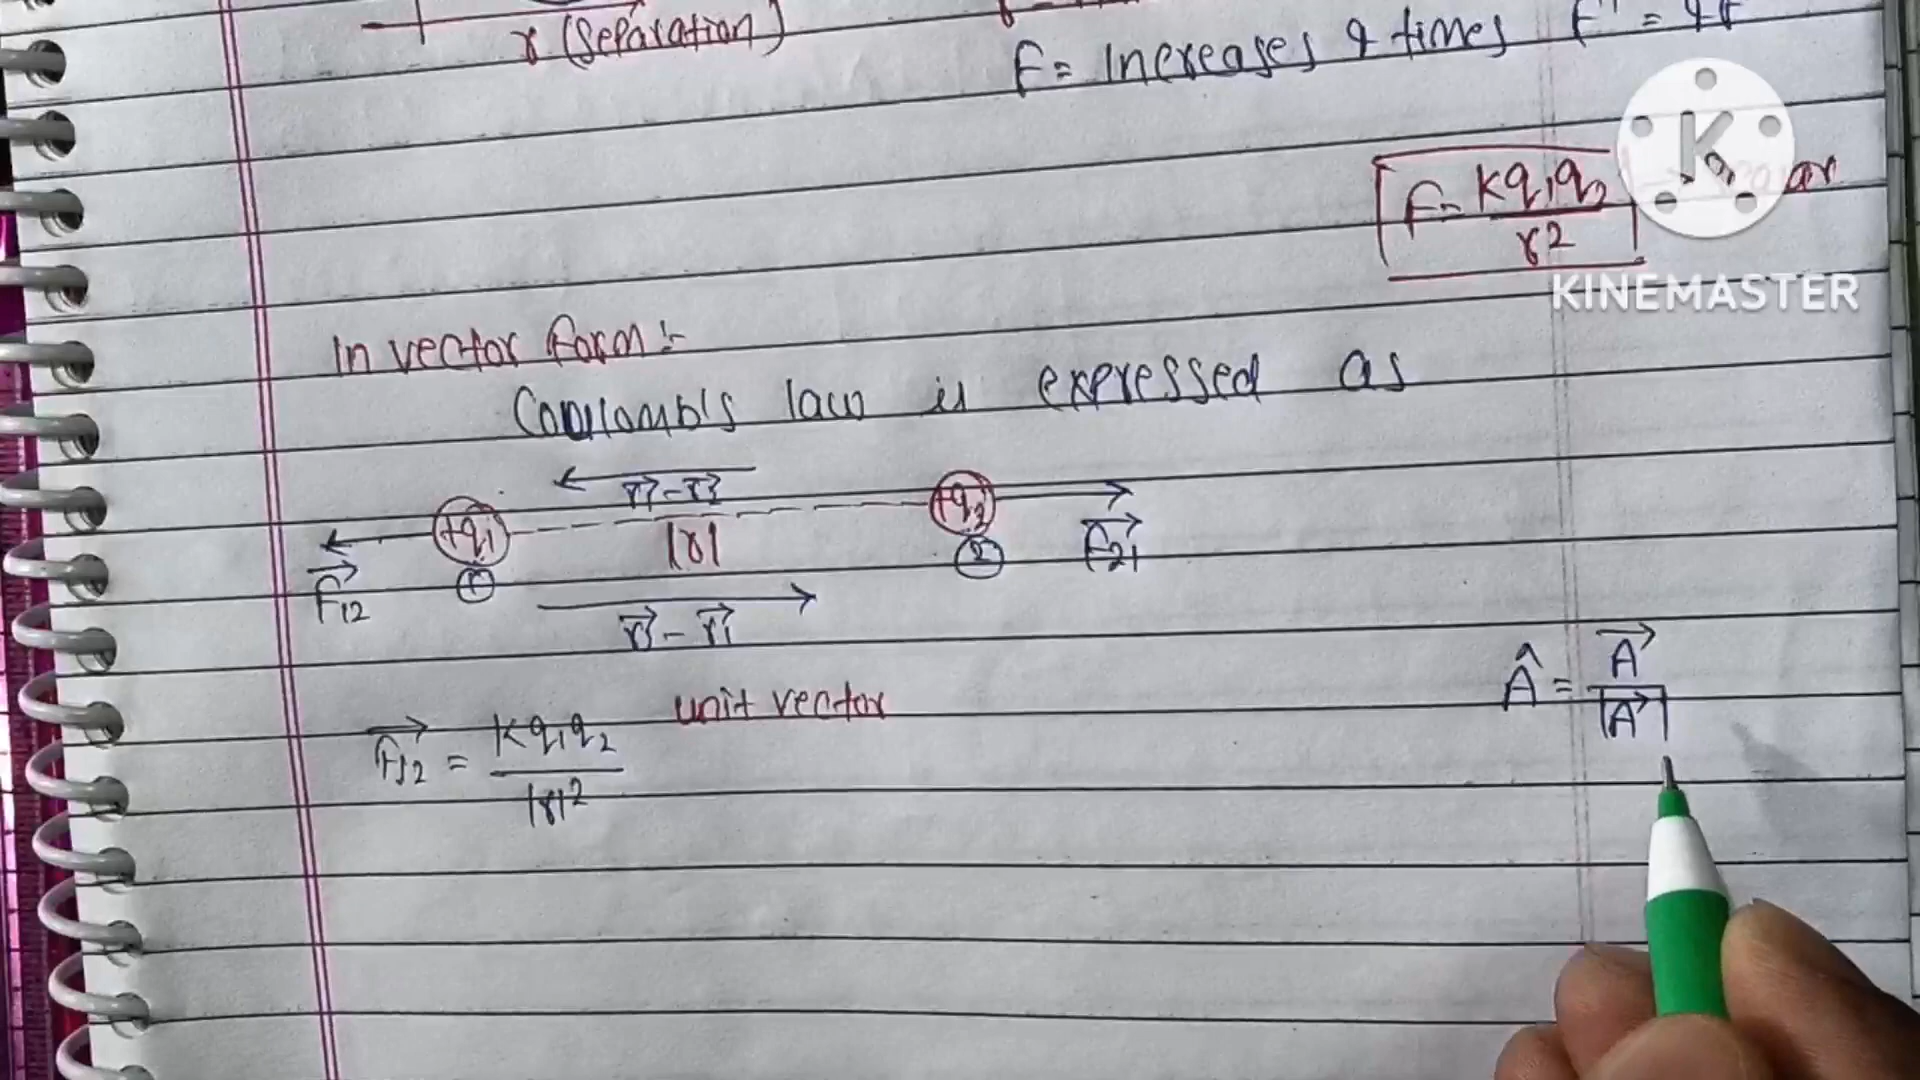 r (Separation)
F = Increases 4 times F' = 4F
F = Kq₁q₂ / r²
KINEMASTER
In vector form :-
Coulomb's law is expressed as
r₁⃗ - r₂⃗
+q₁ |r| +q₂
① ②
F₁₂⃗ F₂₁⃗
r₂⃗ - r₁⃗
Â = A⃗ / |A⃗|
unit vector
F₁₂⃗ = Kq₁q₂ / |r|²